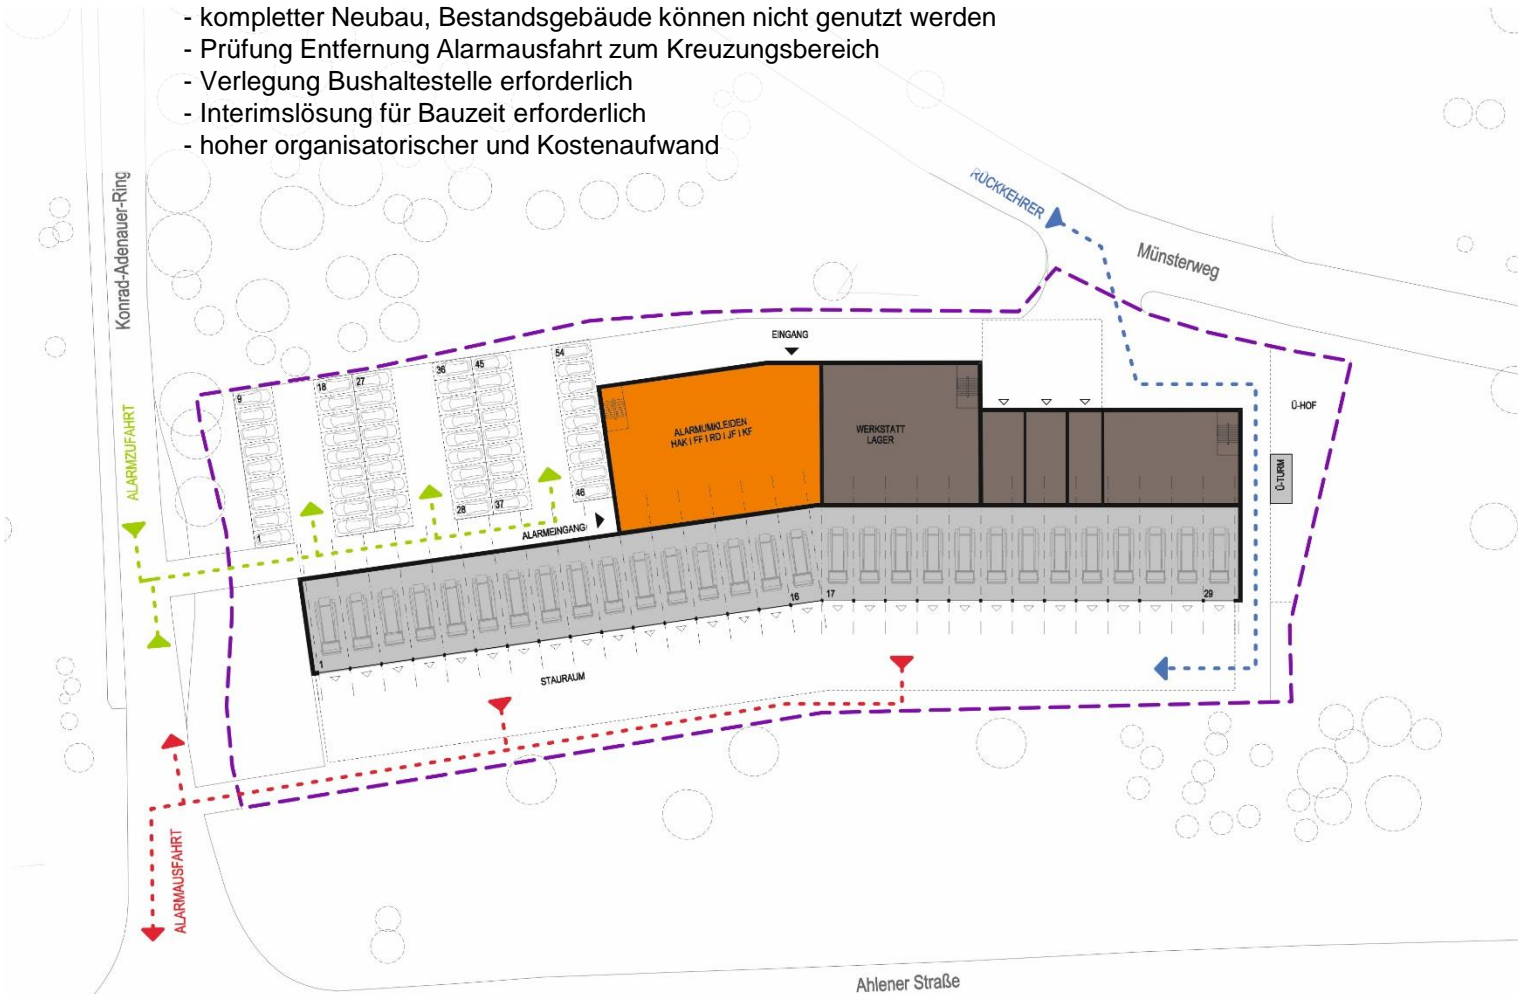 - kompletter Neubau, Bestandsgebäude können nicht genutzt werden
- Prüfung Entfernung Alarmausfahrt zum Kreuzungsbereich
- Verlegung Bushaltestelle erforderlich
- Interimslösung für Bauzeit erforderlich
- hoher organisatorischer und Kostenaufwand
Konrad-Adenauer-Ring
RÜCKKEHRER
Münsterweg
EINGANG
54
45
36
27
18
9
Ü-HOF
ALARMZUFAHRT
ALARMUMKLEIDEN
HAK I FF I RD I JF I KF
WERKSTATT
LAGER
Ü-TURM
46
37
28
1
ALARMEINGANG
16
17
29
1
STAURAUM
ALARMAUSFAHRT
Ahlener Straße